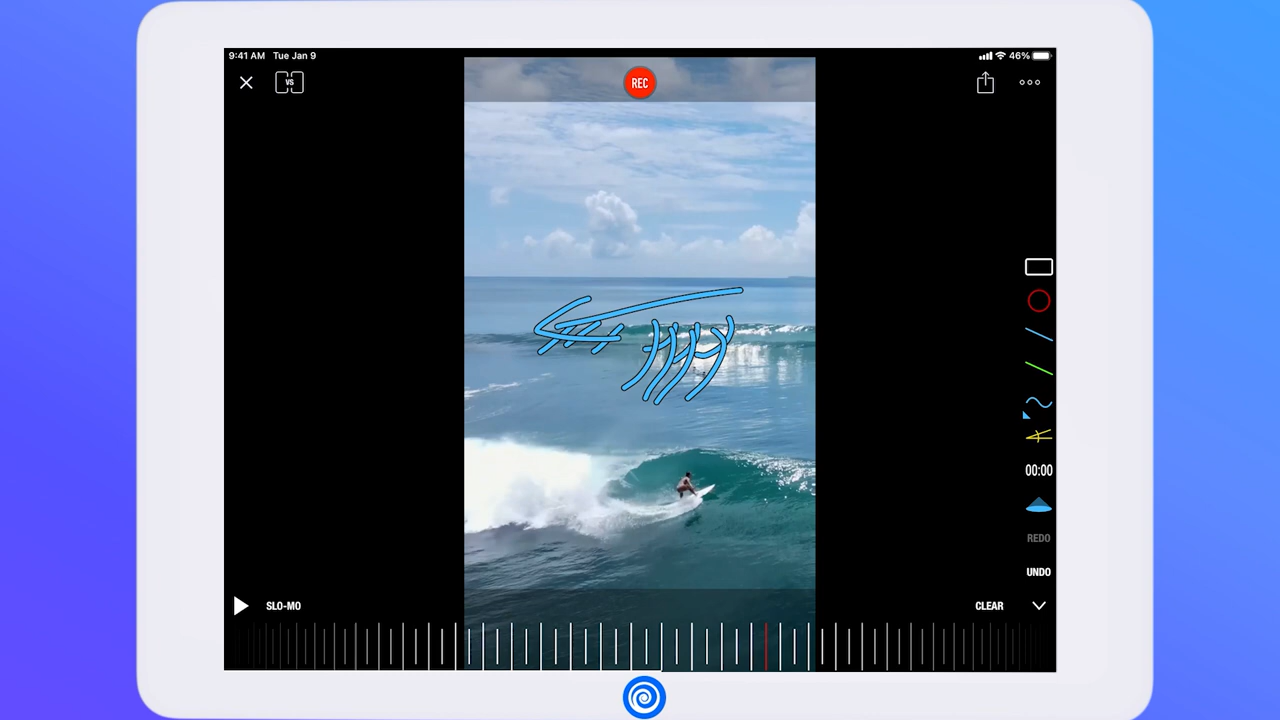 9:41 AM Tue Jan 9
46%
VS
REC
00:00
REDO
UNDO
SLO-MO
CLEAR